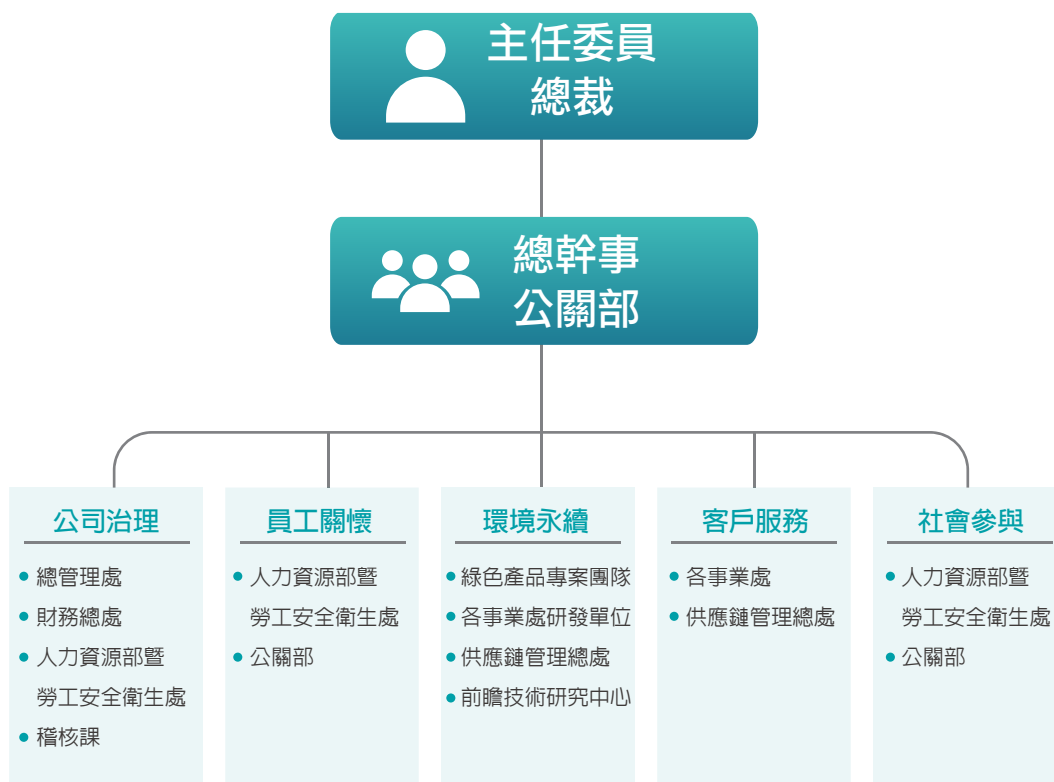 主任委員
總裁
總幹事
公關部
公司治理
總管理處
財務總處
人力資源部暨
勞工安全衛生處
稽核課
員工關懷
人力資源部暨
勞工安全衛生處
公關部
環境永續
綠色產品專案團隊
各事業處研發單位
供應鏈管理總處
前瞻技術研究中心
客戶服務
各事業處
供應鏈管理總處
社會參與
人力資源部暨
勞工安全衛生處
公關部